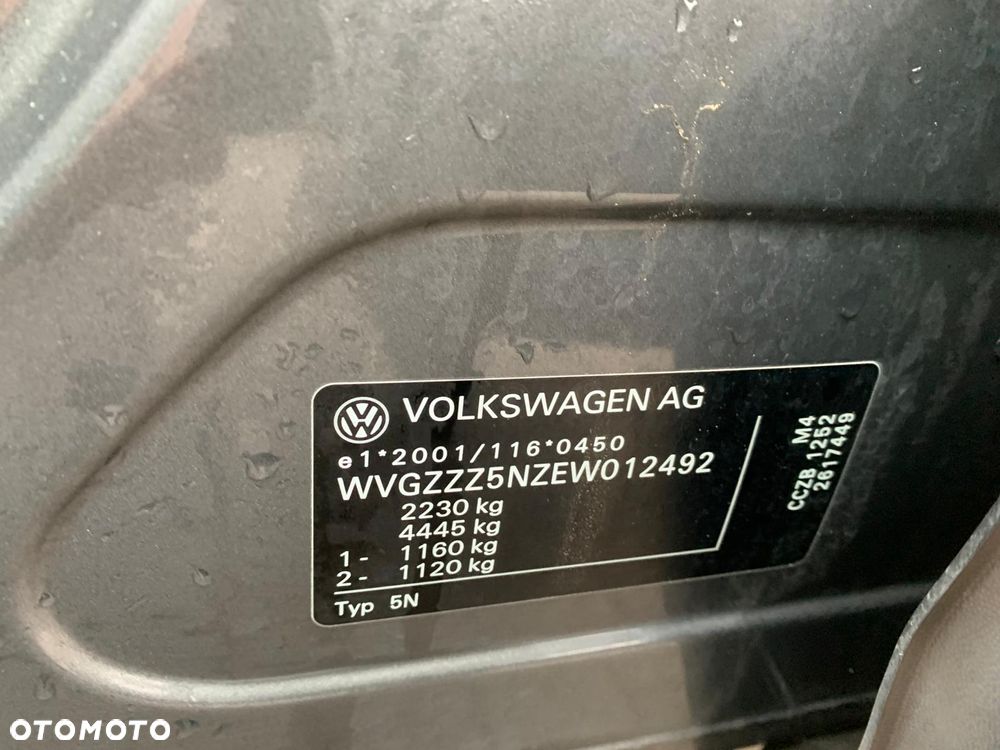 VOLKSWAGEN AG
e1*2001/116*0450
WVGZZZ5NZEW012492
2230 kg
4445 kg
1 - 1160 kg
2 - 1120 kg
Typ 5N
M4
CCZB 1252
2617449
OTOMOTO